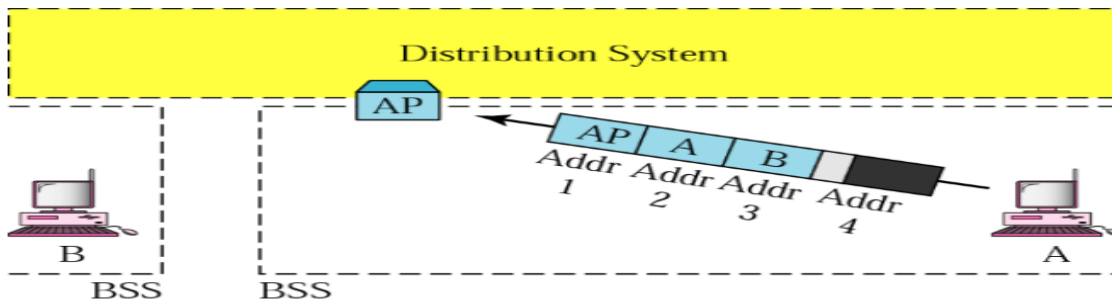 Distribution System
AP
AP A B
Addr 1 Addr 2 Addr 3 Addr 4
B
A
BSS BSS